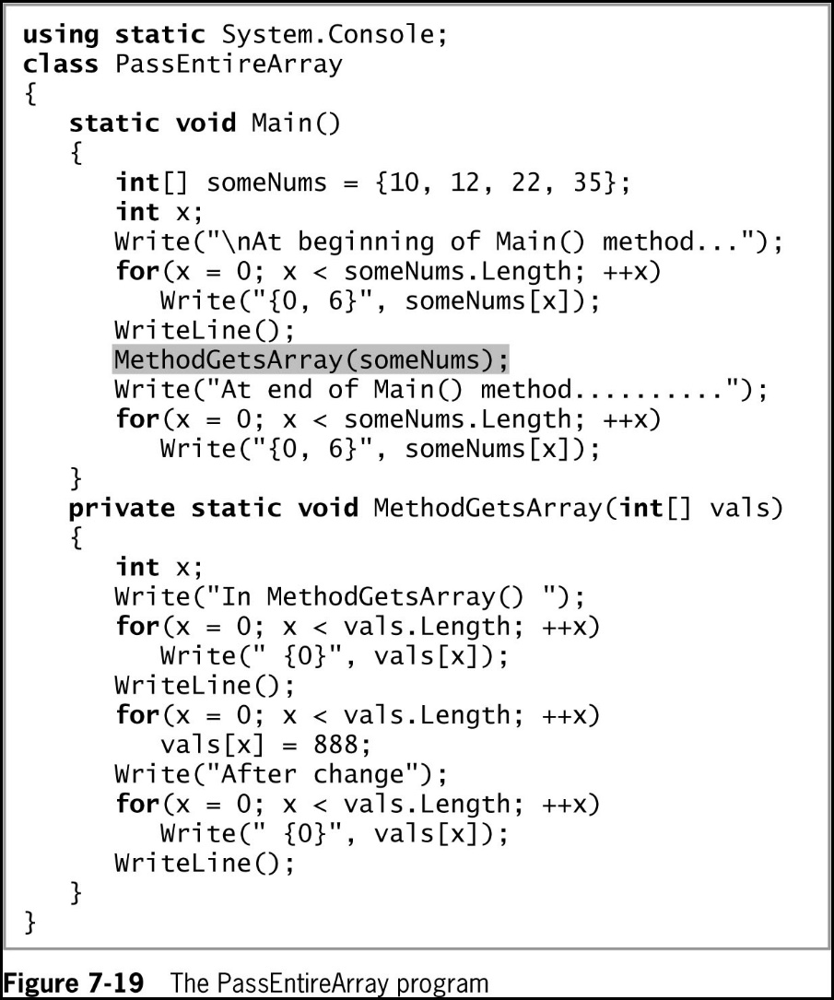 using static System.Console;
class PassEntireArray
{
   static void Main()
   {
      int[] someNums = {10, 12, 22, 35};
      int x;
      Write("\nAt beginning of Main() method...");
      for(x = 0; x < someNums.Length; ++x)
         Write("{0, 6}", someNums[x]);
      WriteLine();
      MethodGetsArray(someNums);
      Write("At end of Main() method..........");
      for(x = 0; x < someNums.Length; ++x)
         Write("{0, 6}", someNums[x]);
   }
   private static void MethodGetsArray(int[] vals)
   {
      int x;
      Write("In MethodGetsArray() ");
      for(x = 0; x < vals.Length; ++x)
         Write(" {0}", vals[x]);
      WriteLine();
      for(x = 0; x < vals.Length; ++x)
         vals[x] = 888;
      Write("After change");
      for(x = 0; x < vals.Length; ++x)
         Write(" {0}", vals[x]);
      WriteLine();
   }
}
Figure 7-19 The PassEntireArray program